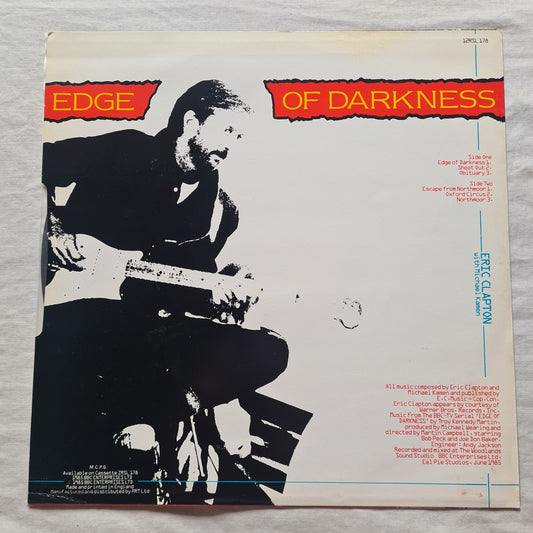 12RSL 178
EDGE OF DARKNESS
Side One
Edge of Darkness 1.
Shoot Out 2.
Obituary 3.
Side Two
Escape from Northmoor 1.
Oxford Circus 2.
Northmoor 3.
ERIC CLAPTON
with Michael Kamen
All music composed by Eric Clapton and
Michael Kamen and published by
E.C. Music - Cop. Con.
Eric Clapton appears by courtesy of
Warner Bros. Records. Inc.
Music From The BBC-TV Serial "EDGE OF
DARKNESS" by Troy Kennedy Martin,
produced by Michael Wearing and
directed by Martin Campbell, starring
Bob Peck and Joe Don Baker.
Engineer: Andy Jackson
Recorded and mixed at The Woodlands
Sound Studio BBC Enterprises Ltd.
Eel Pie Studios, June 1985
M.C.P.S.
Available on Cassette ZRSL 178
1985 BBC ENTERPRISES LTD
1985 BBC ENTERPRISES LTD
Made and printed in England
Manufactured and distributed by PRT Ltd